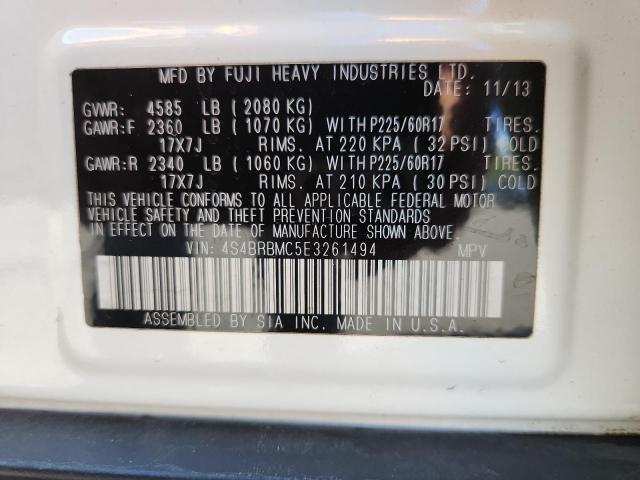 MFD BY FUJI HEAVY INDUSTRIES LTD.
DATE: 11/13
GVWR: 4585 LB ( 2080 KG)
GAWR:F 2360 LB ( 1070 KG) WITH P225/60R17 TIRES.
17X7J RIMS. AT 220 KPA ( 32 PSI) COLD
GAWR:R 2340 LB ( 1060 KG) WITH P225/60R17 TIRES.
17X7J RIMS. AT 210 KPA ( 30 PSI) COLD
THIS VEHICLE CONFORMS TO ALL APPLICABLE FEDERAL MOTOR
VEHICLE SAFETY AND THEFT PREVENTION STANDARDS
IN EFFECT ON THE DATE OF MANUFACTURE SHOWN ABOVE.
VIN: 4S4BRBMC5E3261494 MPV
ASSEMBLED BY SIA INC. MADE IN U.S.A.